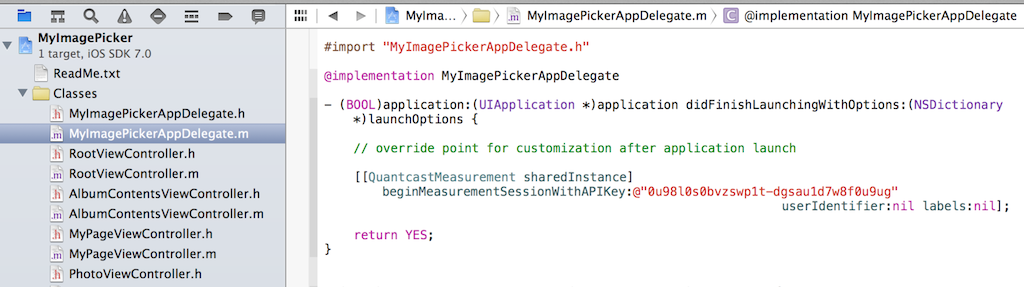 MyIma...
MyImagePickerAppDelegate.m
@implementation MyImagePickerAppDelegate
MyImagePicker
1 target, iOS SDK 7.0
ReadMe.txt
Classes
MyImagePickerAppDelegate.h
MyImagePickerAppDelegate.m
RootViewController.h
RootViewController.m
AlbumContentsViewController.h
AlbumContentsViewController.m
MyPageViewController.h
MyPageViewController.m
PhotoViewController.h
#import "MyImagePickerAppDelegate.h"
@implementation MyImagePickerAppDelegate
- (BOOL)application:(UIApplication *)application didFinishLaunchingWithOptions:(NSDictionary
*)launchOptions {
// override point for customization after application launch
[[QuantcastMeasurement sharedInstance]
beginMeasurementSessionWithAPIKey:@"0u98l0s0bvzswp1t-dgsau1d7w8f0u9ug"
userIdentifier:nil labels:nil];
return YES;
}